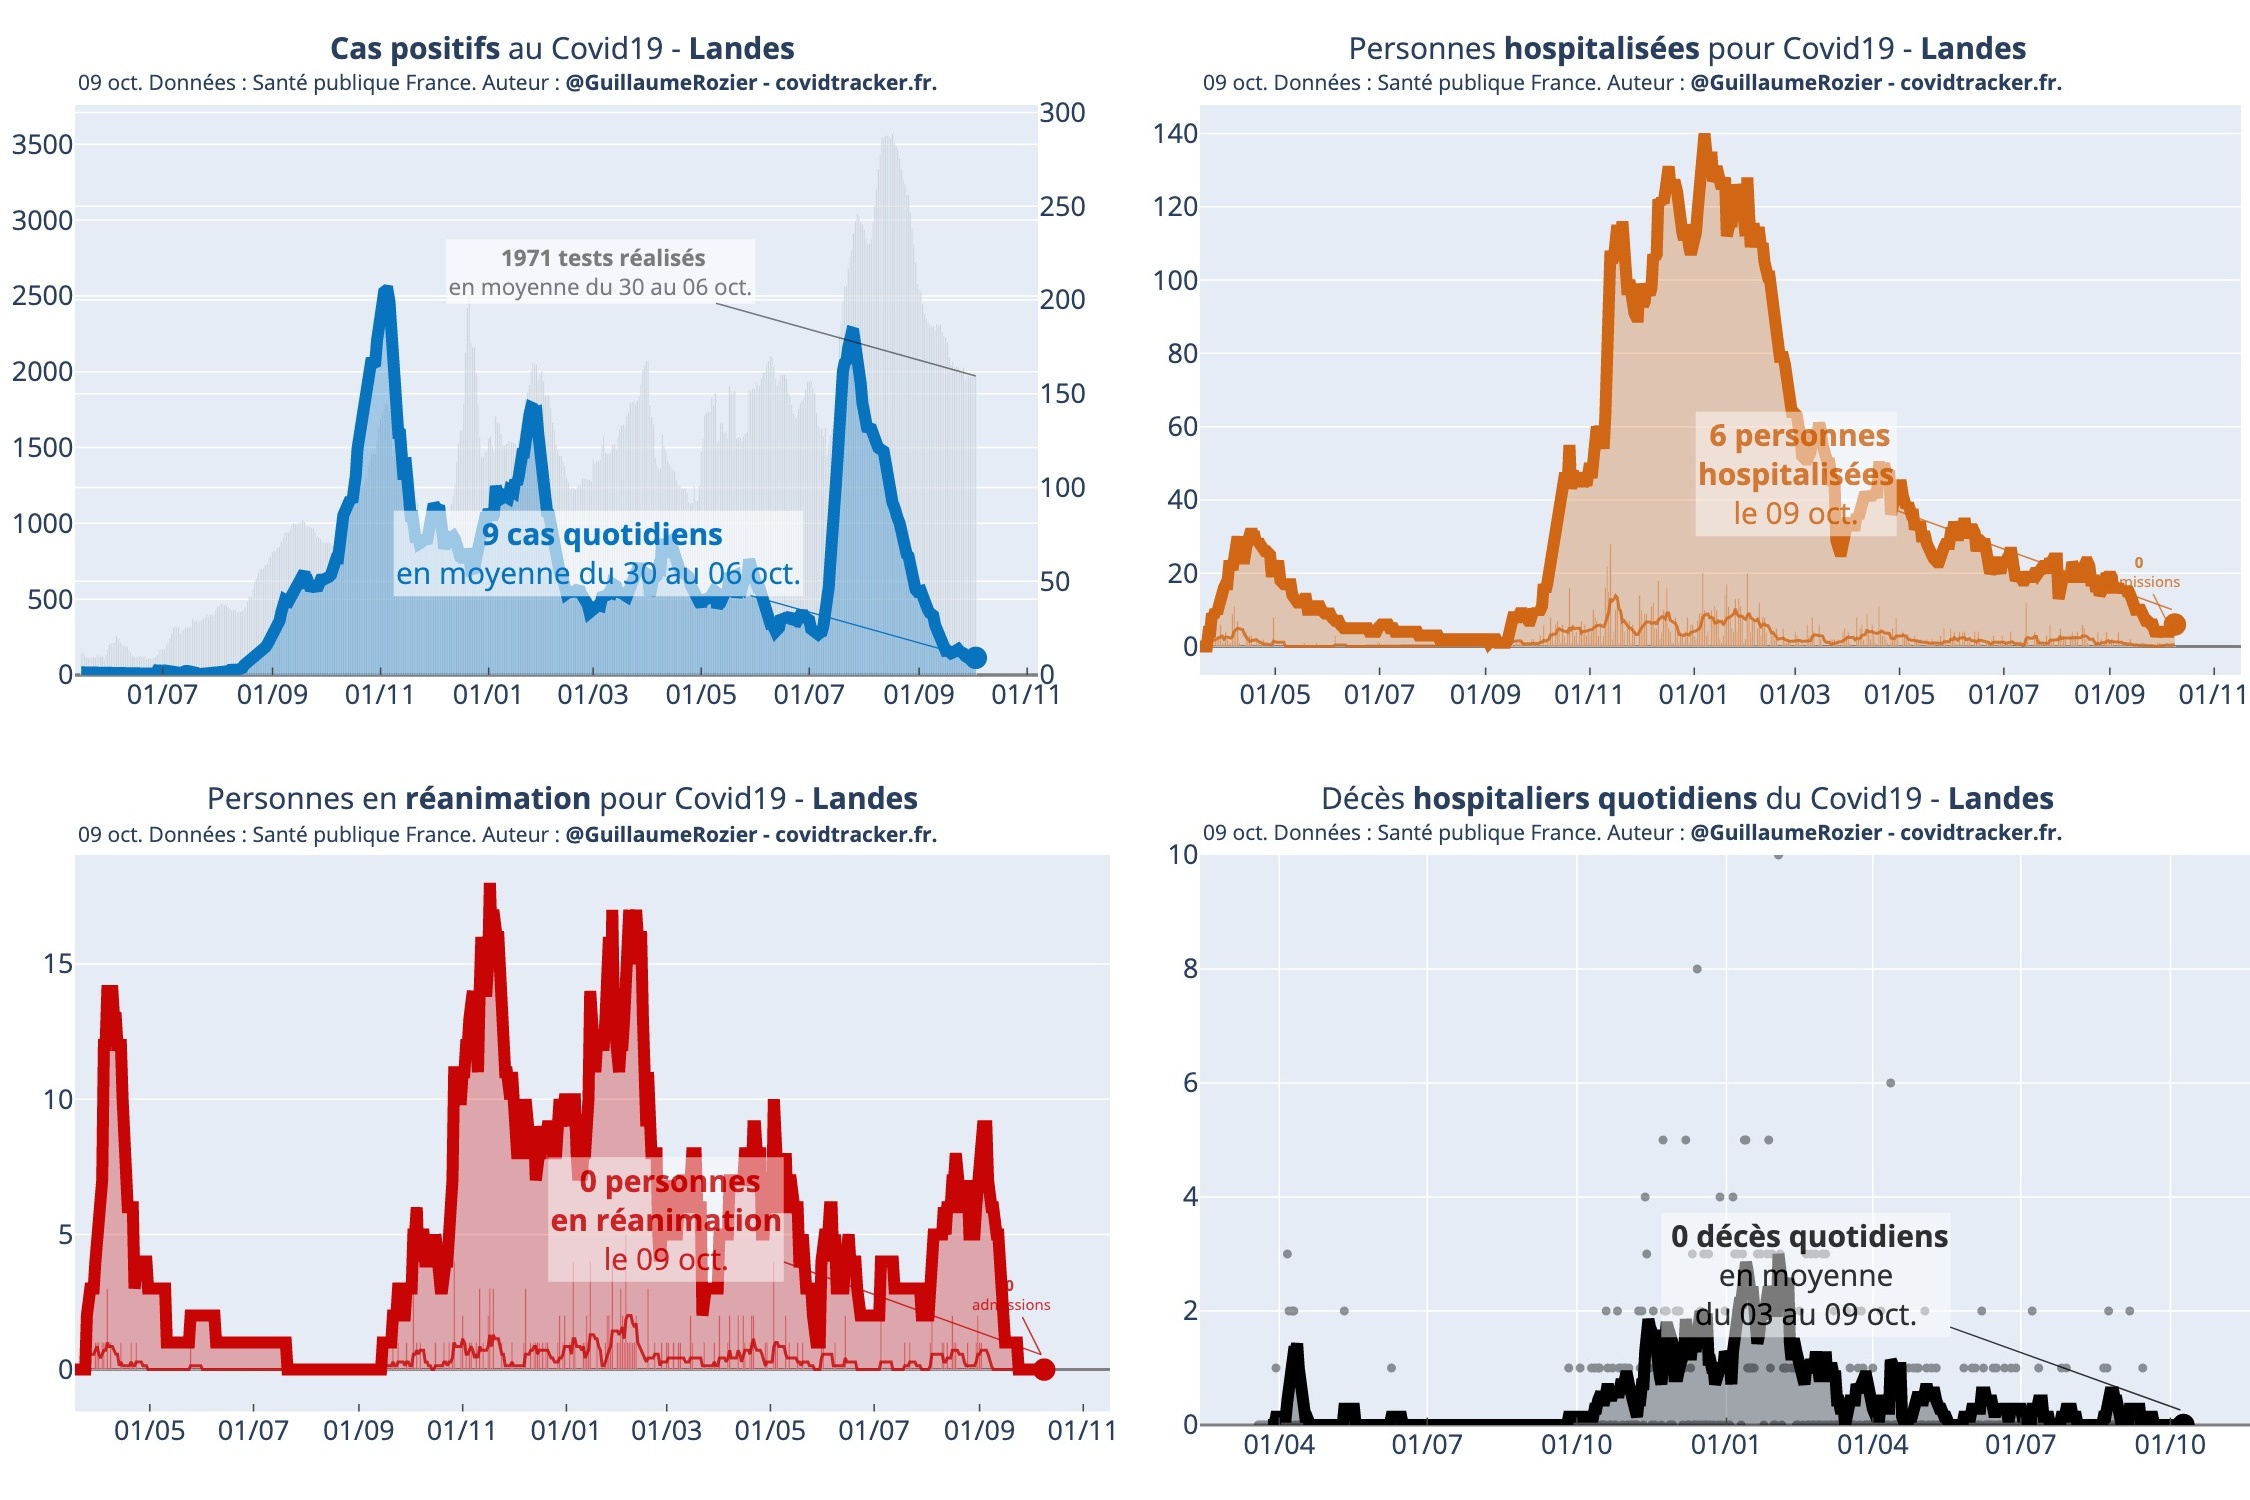 Cas positifs au Covid19 - Landes
09 oct. Données : Santé publique France. Auteur : @GuillaumeRozier - covidtracker.fr.
3500
3000
2500
2000
1500
1000
500
0
300
250
200
150
100
50
0
1971 tests réalisés
en moyenne du 30 au 06 oct.
9 cas quotidiens
en moyenne du 30 au 06 oct.
01/07 01/09 01/11 01/01 01/03 01/05 01/07 01/09 01/11
Personnes hospitalisées pour Covid19 - Landes
09 oct. Données : Santé publique France. Auteur : @GuillaumeRozier - covidtracker.fr.
140
120
100
80
60
40
20
0
6 personnes
hospitalisées
le 09 oct.
0
missions
01/05 01/07 01/09 01/11 01/01 01/03 01/05 01/07 01/09 01/11
Personnes en réanimation pour Covid19 - Landes
09 oct. Données : Santé publique France. Auteur : @GuillaumeRozier - covidtracker.fr.
15
10
5
0
0 personnes
en réanimation
le 09 oct.
0
admissions
01/05 01/07 01/09 01/11 01/01 01/03 01/05 01/07 01/09 01/11
Décès hospitaliers quotidiens du Covid19 - Landes
09 oct. Données : Santé publique France. Auteur : @GuillaumeRozier - covidtracker.fr.
10
8
6
4
2
0
0 décès quotidiens
en moyenne
du 03 au 09 oct.
01/04 01/07 01/10 01/01 01/04 01/07 01/10